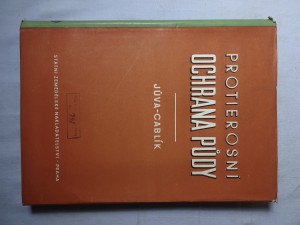 PROTIEROSNÍ
OCHRANA PŮDY
JŮVA-CABLÍK
STÁTNÍ ZEMĚDĚLSKÉ NAKLADATELSTVÍ - PRAHA